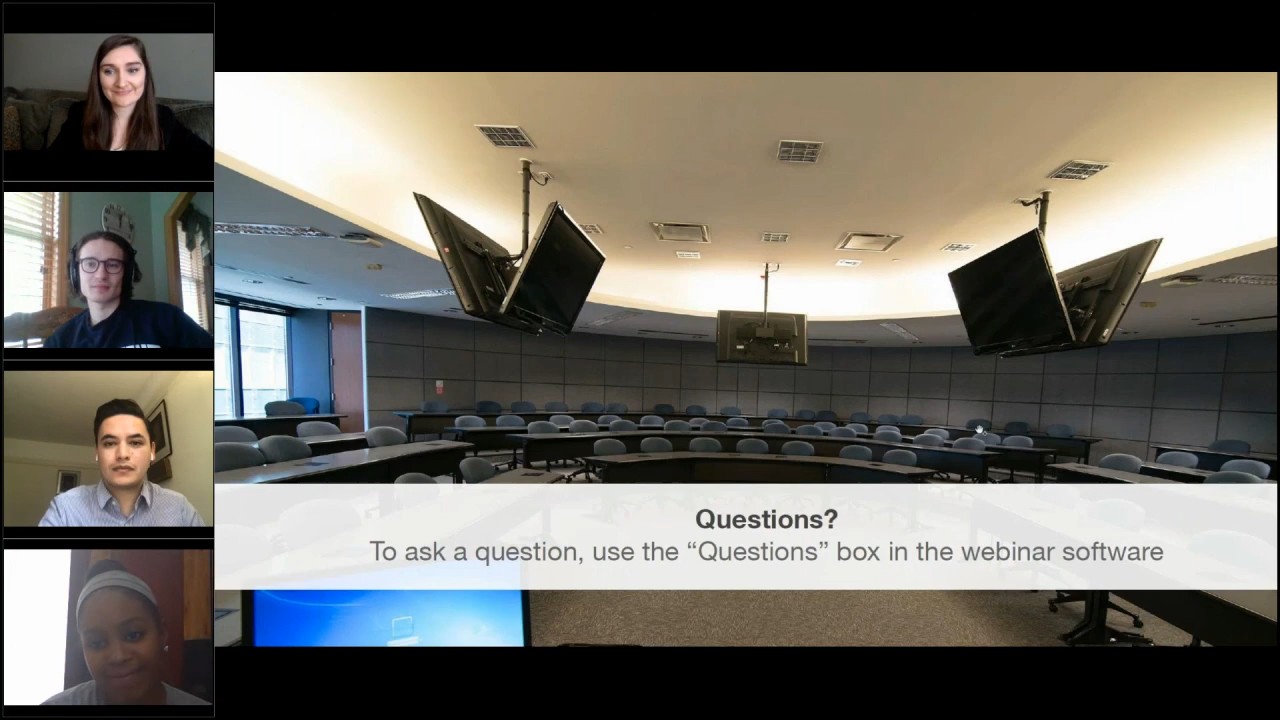 Questions?
To ask a question, use the “Questions” box in the webinar software